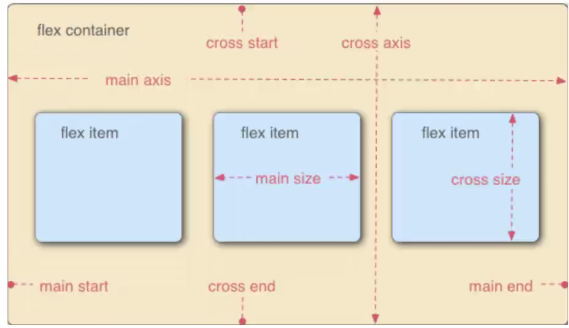 flex container
cross start
cross axis
main axis
flex item
flex item
flex item
main size
cross size
main start
cross end
main end